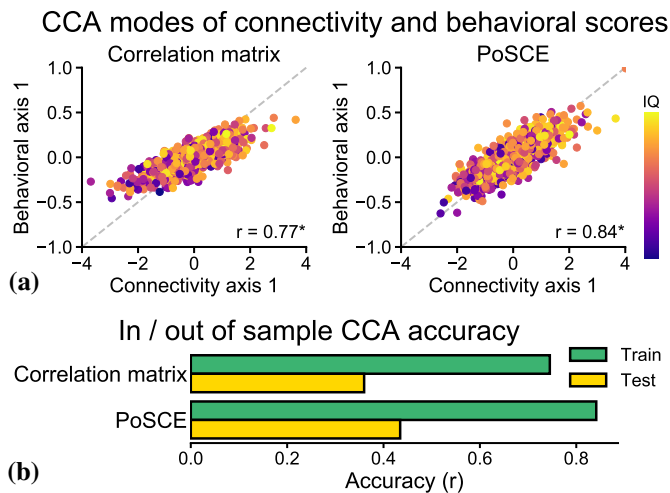 CCA modes of connectivity and behavioral scores
Correlation matrix
PoSCE
Behavioral axis 1
1.0
0.5
0.0
−0.5
−1.0
r = 0.77*
−4
−2
0
2
4
Connectivity axis 1
Behavioral axis 1
1.0
0.5
0.0
−0.5
−1.0
r = 0.84*
−4
−2
0
2
4
Connectivity axis 1
IQ
(a)
In / out of sample CCA accuracy
Correlation matrix
PoSCE
Train
Test
0.0
0.2
0.4
0.6
0.8
Accuracy (r)
(b)